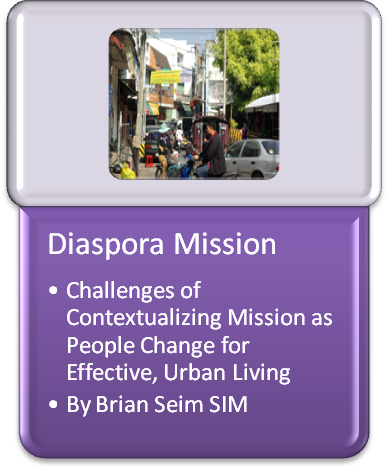 Diaspora Mission
• Challenges of
Contextualizing Mission as
People Change for
Effective, Urban Living
• By Brian Seim SIM